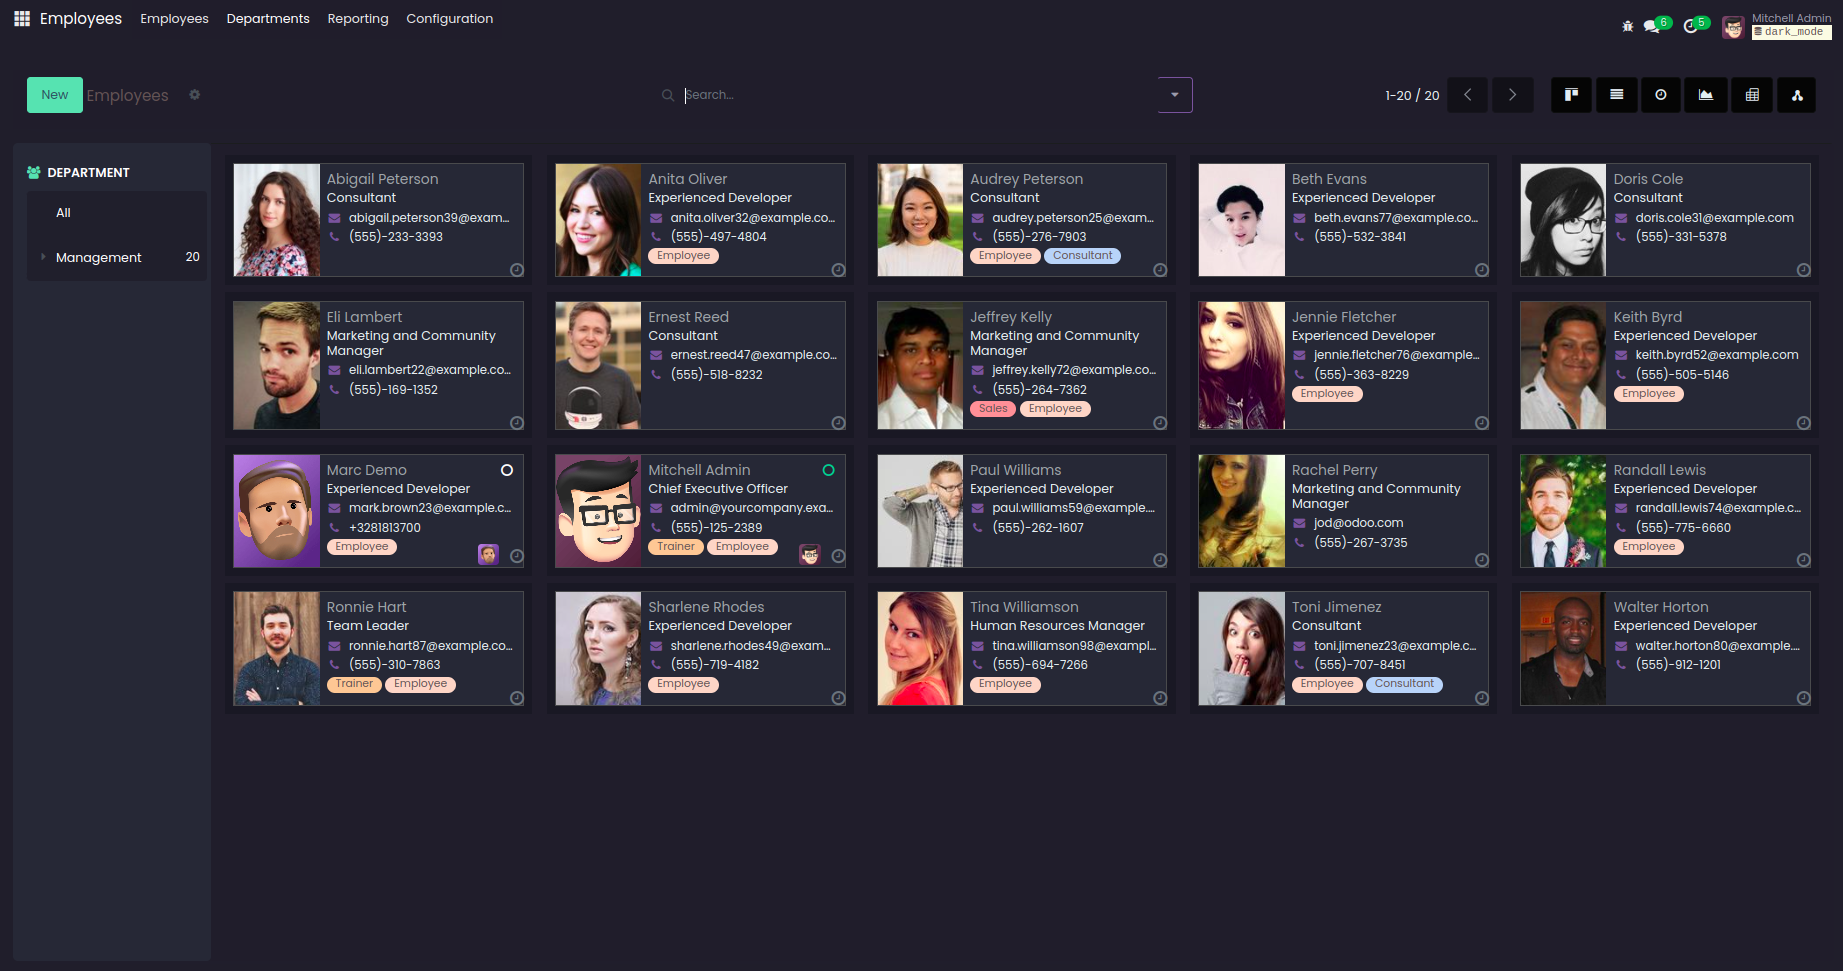 Employees Employees Departments Reporting Configuration
6 5 Mitchell Admin
dark_mode
New Employees Search... 1-20 / 20
DEPARTMENT
All
Management 20
Abigail Peterson
Consultant
abigail.peterson39@exam...
(555)-233-3393
Anita Oliver
Experienced Developer
anita.oliver32@example.co...
(555)-497-4804
Employee
Audrey Peterson
Consultant
audrey.peterson25@exam...
(555)-276-7903
Employee Consultant
Beth Evans
Experienced Developer
beth.evans77@example.co...
(555)-532-3841
Doris Cole
Consultant
doris.cole31@example.com
(555)-331-5378
Eli Lambert
Marketing and Community
Manager
eli.lambert22@example.co...
(555)-169-1352
Ernest Reed
Consultant
ernest.reed47@example.co...
(555)-518-8232
Jeffrey Kelly
Marketing and Community
Manager
jeffrey.kelly72@example.co...
(555)-264-7362
Sales Employee
Jennie Fletcher
Experienced Developer
jennie.fletcher76@example...
(555)-363-8229
Employee
Keith Byrd
Experienced Developer
keith.byrd52@example.com
(555)-505-5146
Employee
Marc Demo
Experienced Developer
mark.brown23@example.c...
+3281813700
Employee
Mitchell Admin
Chief Executive Officer
admin@yourcompany.exa...
(555)-125-2389
Trainer Employee
Paul Williams
Experienced Developer
paul.williams59@example....
(555)-262-1607
Rachel Perry
Marketing and Community
Manager
jod@odoo.com
(555)-267-3735
Randall Lewis
Experienced Developer
randall.lewis74@example.c...
(555)-775-6660
Employee
Ronnie Hart
Team Leader
ronnie.hart87@example.co...
(555)-310-7863
Trainer Employee
Sharlene Rhodes
Experienced Developer
sharlene.rhodes49@exam...
(555)-719-4182
Employee
Tina Williamson
Human Resources Manager
tina.williamson98@exampl...
(555)-694-7266
Employee
Toni Jimenez
Consultant
toni.jimenez23@example.c...
(555)-707-8451
Employee Consultant
Walter Horton
Experienced Developer
walter.horton80@example....
(555)-912-1201